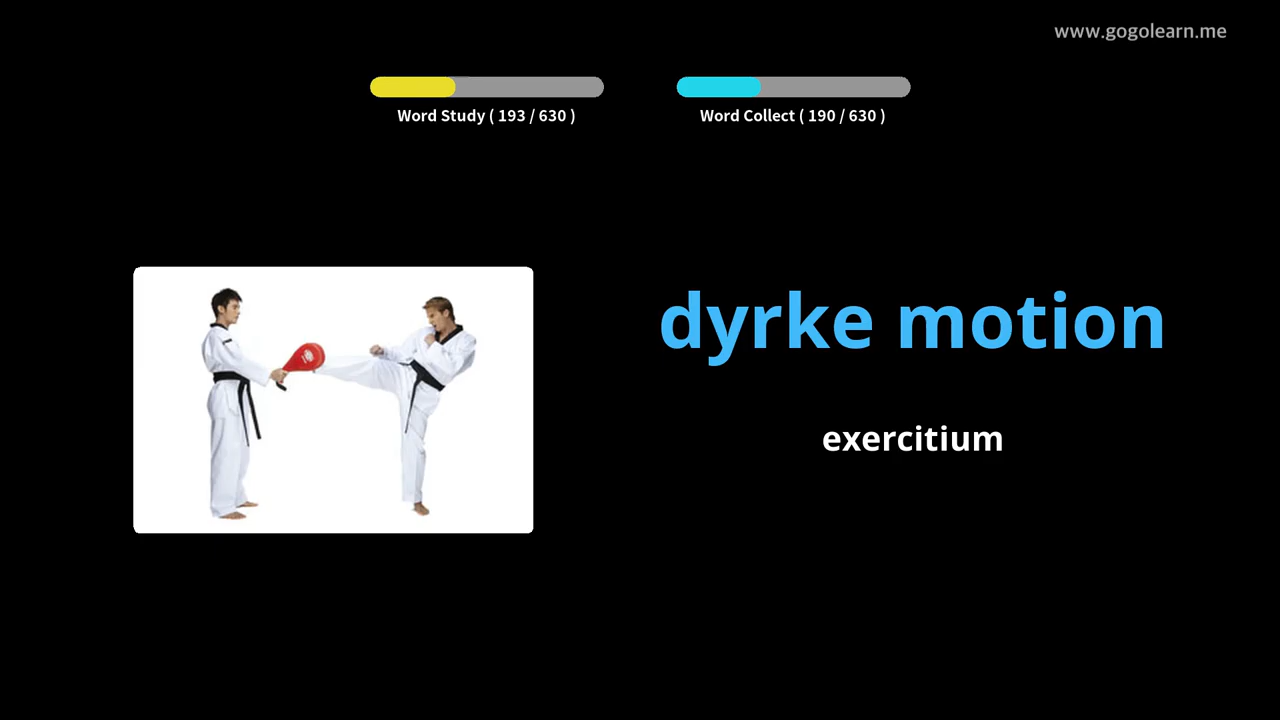 www.gogolearn.me
Word Study ( 193 / 630 )
Word Collect ( 190 / 630 )
dyrke motion
exercitium